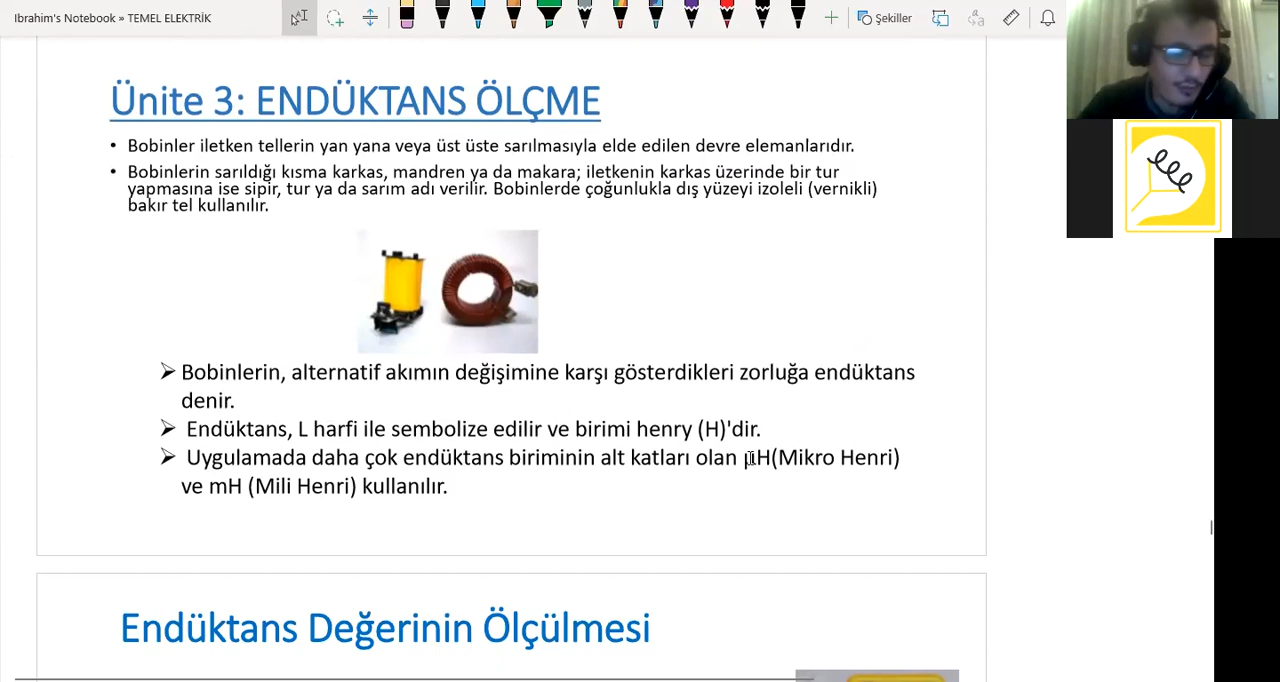 Ibrahim's Notebook » TEMEL ELEKTRİK
Şekiller
Ünite 3: ENDÜKTANS ÖLÇME
• Bobinler iletken tellerin yan yana veya üst üste sarılmasıyla elde edilen devre elemanlarıdır.
• Bobinlerin sarıldığı kısma karkas, mandren ya da makara; iletkenin karkas üzerinde bir tur
yapmasına ise sipir, tur ya da sarım adı verilir. Bobinlerde çoğunlukla dış yüzeyi izoleli (vernikli)
bakır tel kullanılır.
➢ Bobinlerin, alternatif akımın değişimine karşı gösterdikleri zorluğa endüktans
denir.
➢ Endüktans, L harfi ile sembolize edilir ve birimi henry (H)'dir.
➢ Uygulamada daha çok endüktans biriminin alt katları olan µH(Mikro Henri)
ve mH (Mili Henri) kullanılır.
Endüktans Değerinin Ölçülmesi